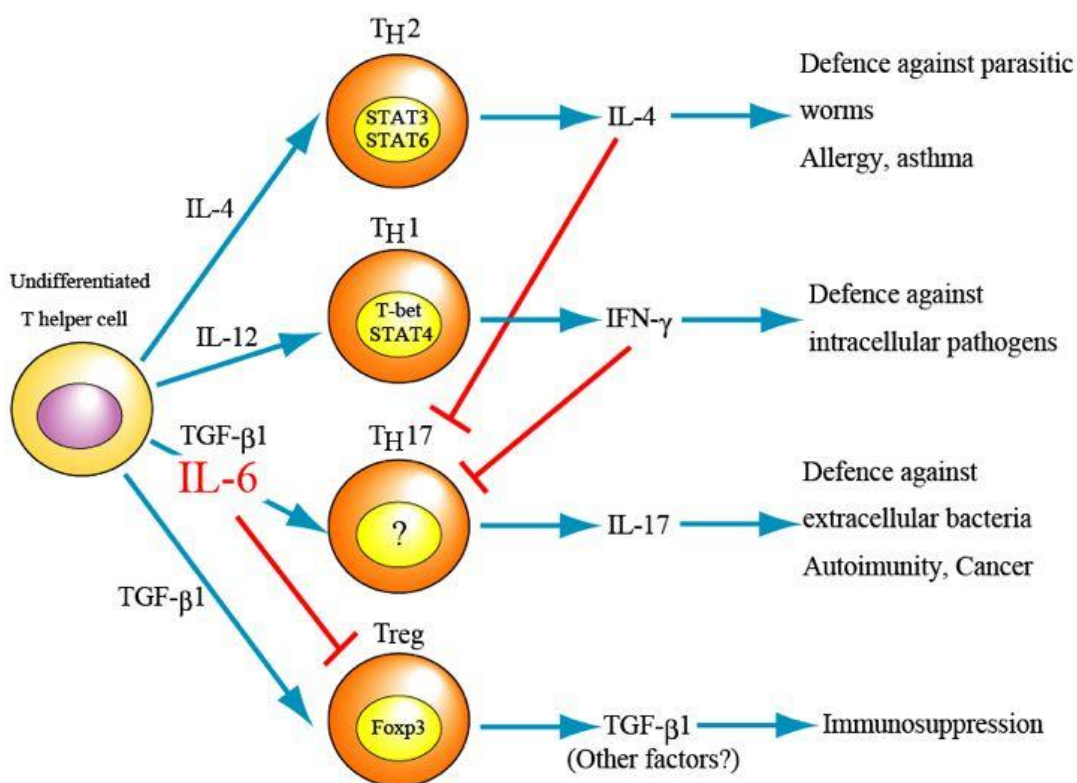 TH2
STAT3
STAT6
IL-4
Defence against parasitic
worms
Allergy, asthma
IL-4
Undifferentiated
T helper cell
TH1
T-bet
STAT4
IL-12
IFN-γ
Defence against
intracellular pathogens
TGF-β1
IL-6
TH17
?
IL-17
Defence against
extracellular bacteria
Autoimunity, Cancer
TGF-β1
Treg
Foxp3
TGF-β1
(Other factors?)
Immunosuppression